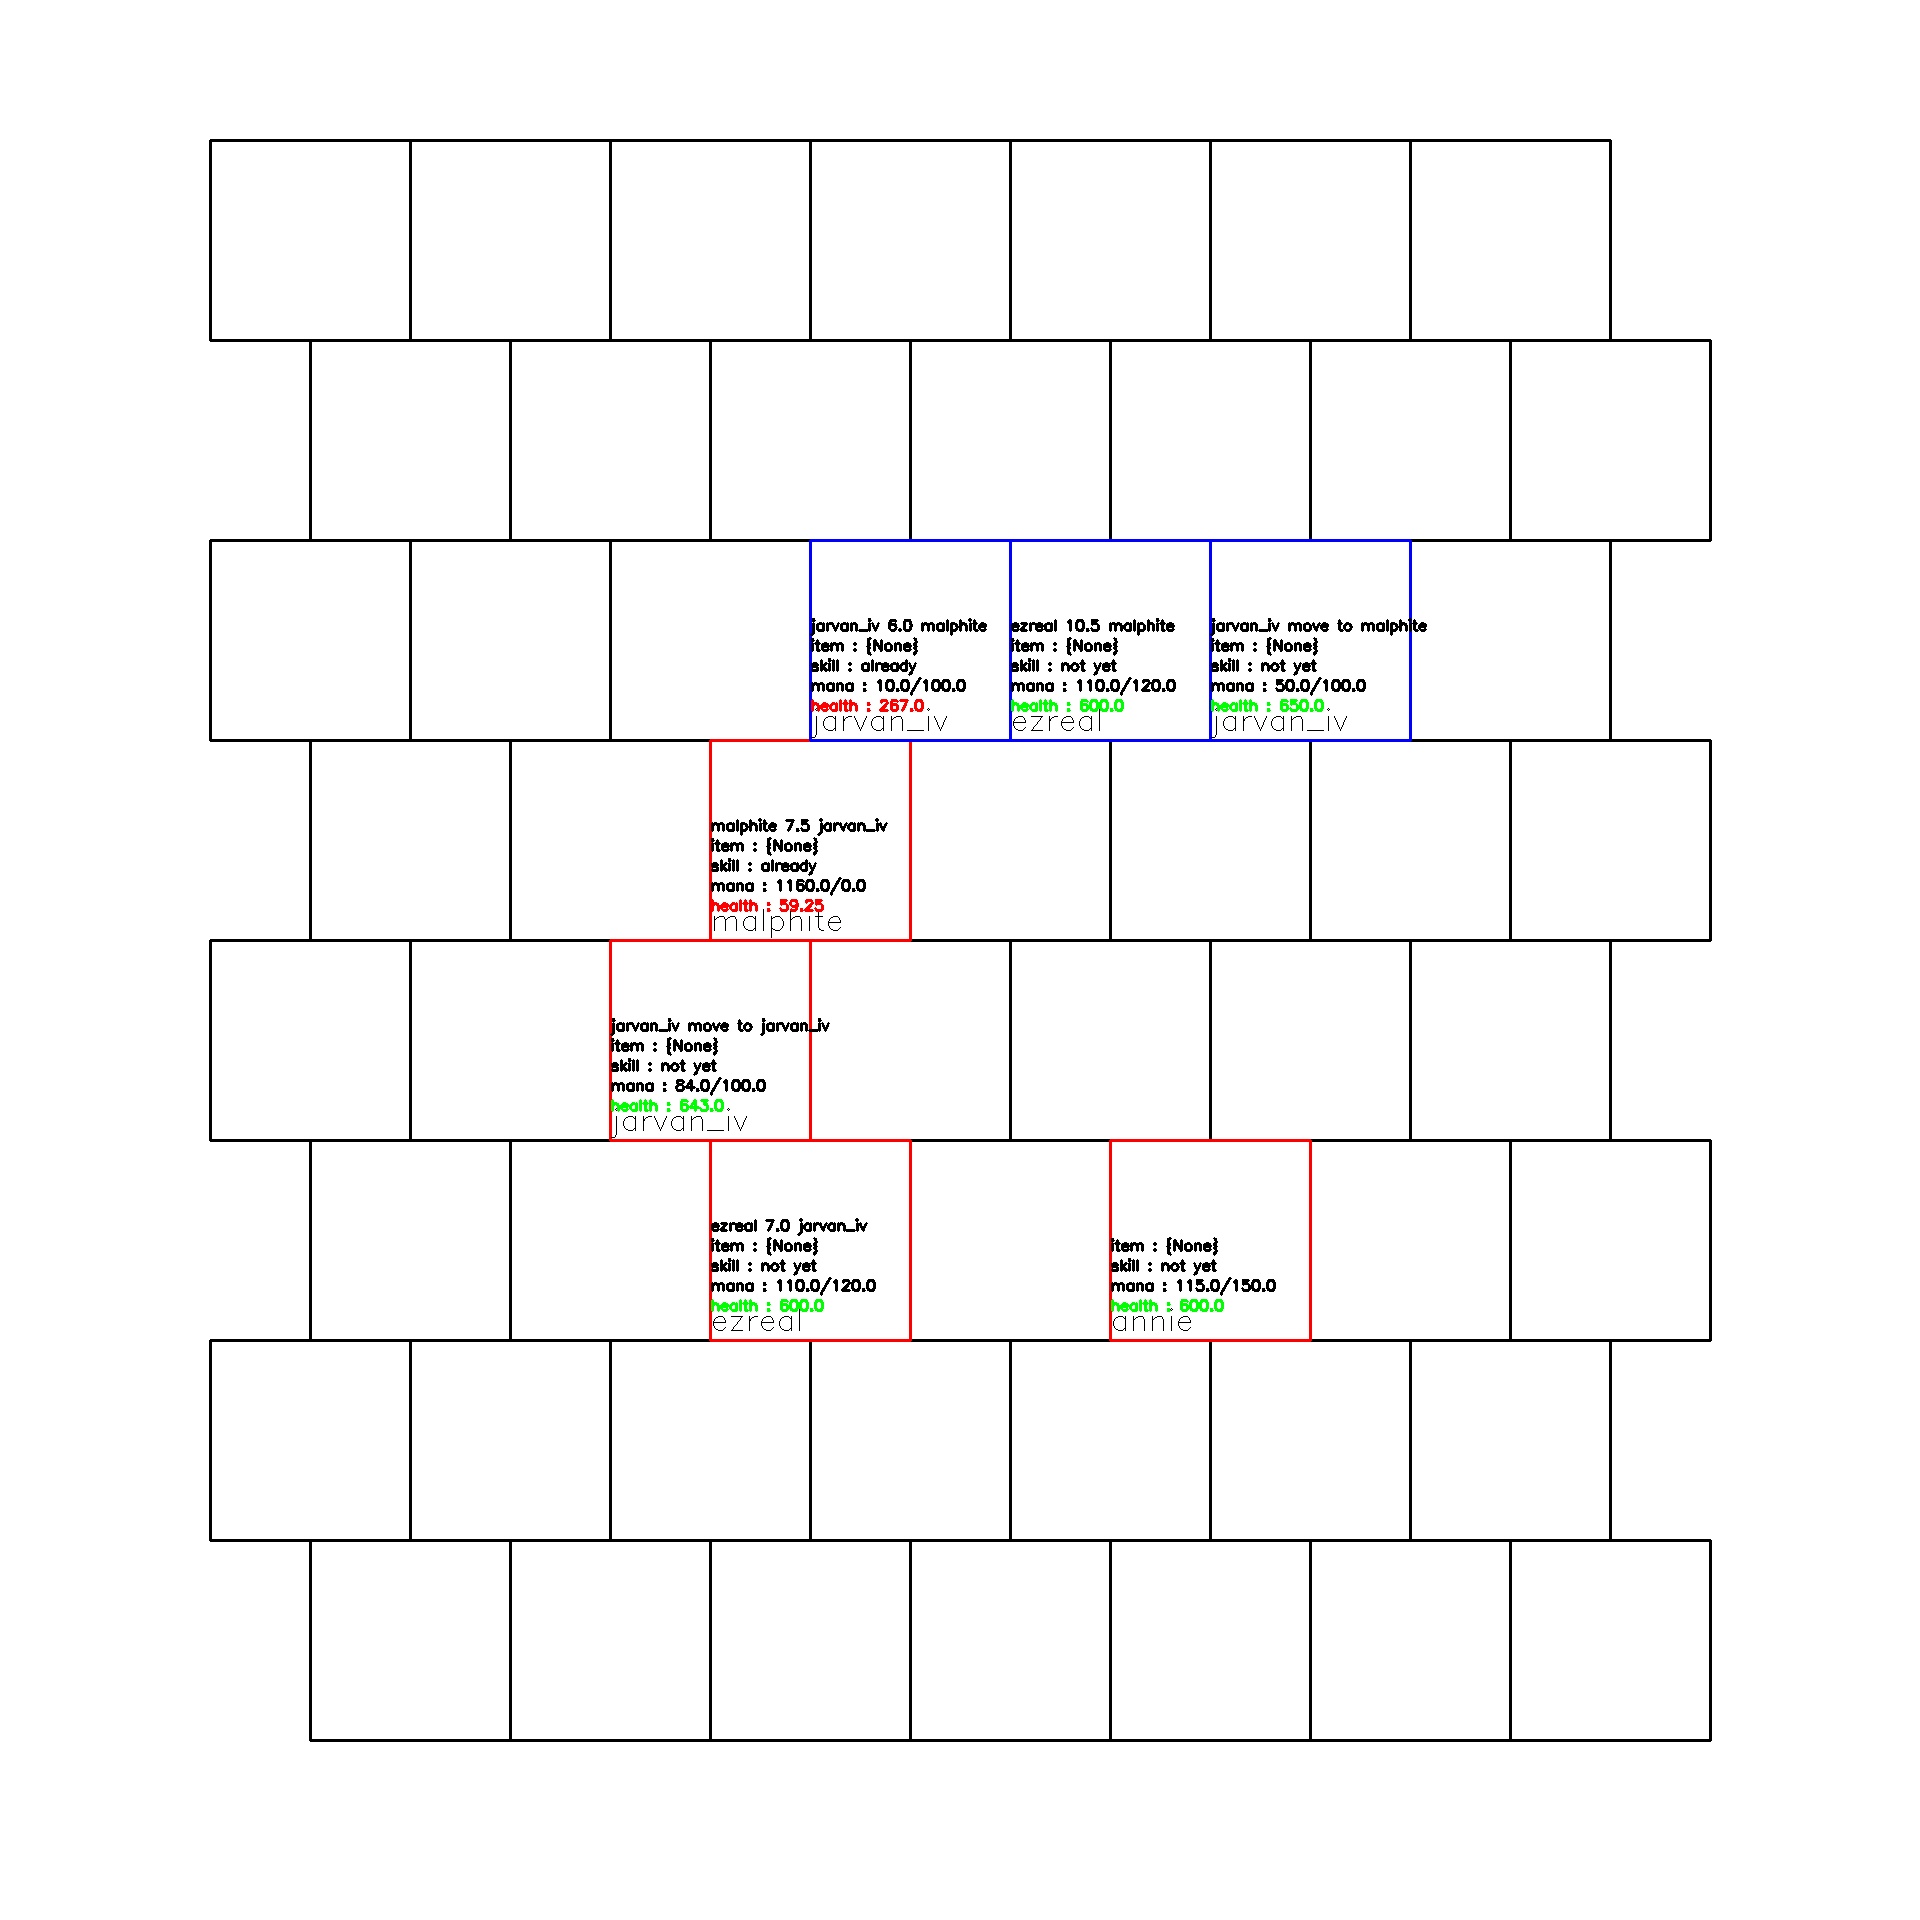 jarvan_iv 6.0 malphite
item : {None}
skill : already
mana : 10.0/100.0
health : 267.0
jarvan_iv
ezreal 10.5 malphite
item : {None}
skill : not yet
mana : 110.0/120.0
health : 600.0
ezreal
jarvan_iv move to malphite
item : {None}
skill : not yet
mana : 50.0/100.0
health : 650.0
jarvan_iv
malphite 7.5 jarvan_iv
item : {None}
skill : already
mana : 1160.0/0.0
health : 59.25
malphite
jarvan_iv move to jarvan_iv
item : {None}
skill : not yet
mana : 84.0/100.0
health : 643.0
jarvan_iv
ezreal 7.0 jarvan_iv
item : {None}
skill : not yet
mana : 110.0/120.0
health : 600.0
ezreal
item : {None}
skill : not yet
mana : 115.0/150.0
health : 600.0
annie